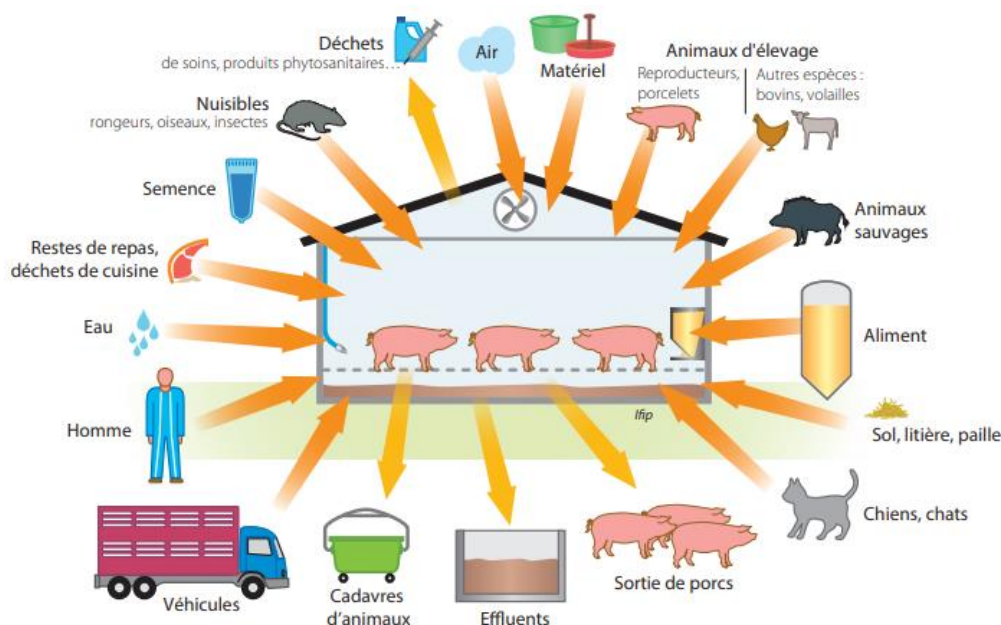 Déchets
de soins, produits phytosanitaires…
Air
Matériel
Animaux d'élevage
Reproducteurs,
porcelets
Autres espèces :
bovins, volailles
Nuisibles
rongeurs, oiseaux, insectes
Semence
Animaux
sauvages
Restes de repas,
déchets de cuisine
Eau
Aliment
Homme
Ifip
Sol, litière, paille
Chiens, chats
Véhicules
Cadavres
d'animaux
Effluents
Sortie de porcs